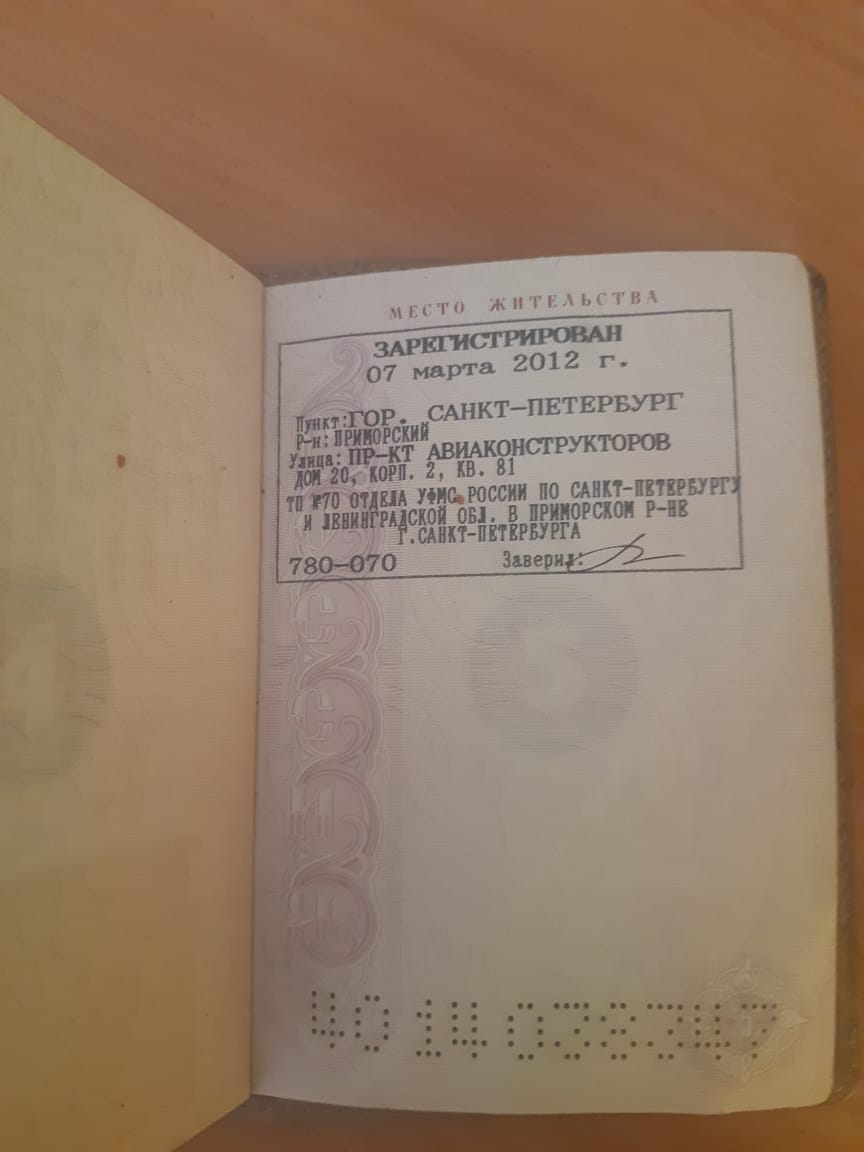 МЕСТО ЖИТЕЛЬСТВА
ЗАРЕГИСТРИРОВАН
07 марта 2012 г.
Пункт:ГОР. САНКТ-ПЕТЕРБУРГ
Р-н: ПРИМОРСКИЙ
Улица: ПР-КТ АВИАКОНСТРУКТОРОВ
ДОМ 20, КОРП. 2, КВ. 81
ТП №70 ОТДЕЛА УФМС РОССИИ ПО САНКТ-ПЕТЕРБУРГУ
И ЛЕНИНГРАДСКОЙ ОБЛ. В ПРИМОРСКОМ Р-НЕ
Г.САНКТ-ПЕТЕРБУРГА
780-070 Заверил:
5
40 14 038347